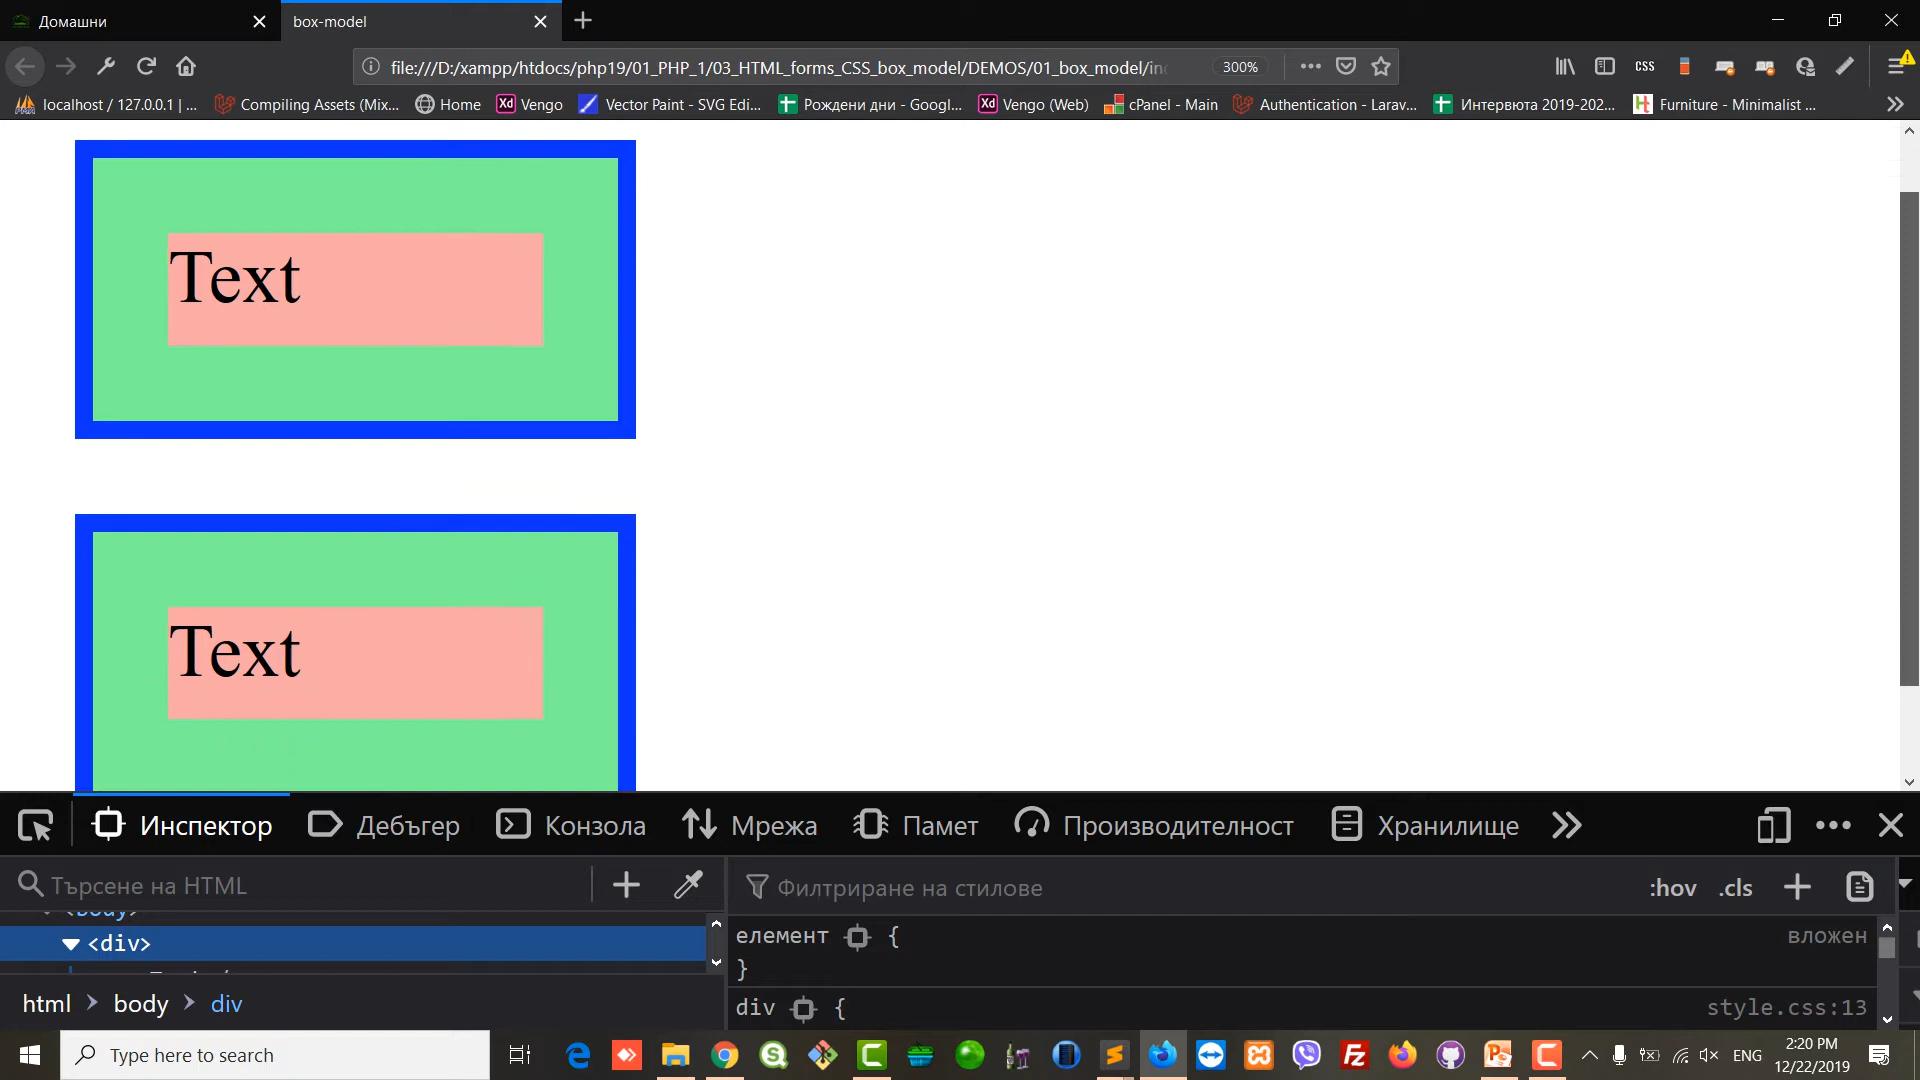 Домашни
box-model
file:///D:/xampp/htdocs/php19/01_PHP_1/03_HTML_forms_CSS_box_model/DEMOS/01_box_model/in
300%
CSS
localhost / 127.0.0.1 | ...
Compiling Assets (Mix...
Home
Vengo
Vector Paint - SVG Edi...
Рождени дни - Googl...
Vengo (Web)
cPanel - Main
Authentication - Larav...
Интервюта 2019-202...
Furniture - Minimalist ...
Text
Text
Инспектор
Дебъгер
Конзола
Мрежа
Памет
Производителност
Хранилище
Търсене на HTML
Филтриране на стилове
:hov
.cls
<body>
<div>
елемент {
вложен
}
html
body
div
div {
style.css:13
Type here to search
ENG
2:20 PM
12/22/2019